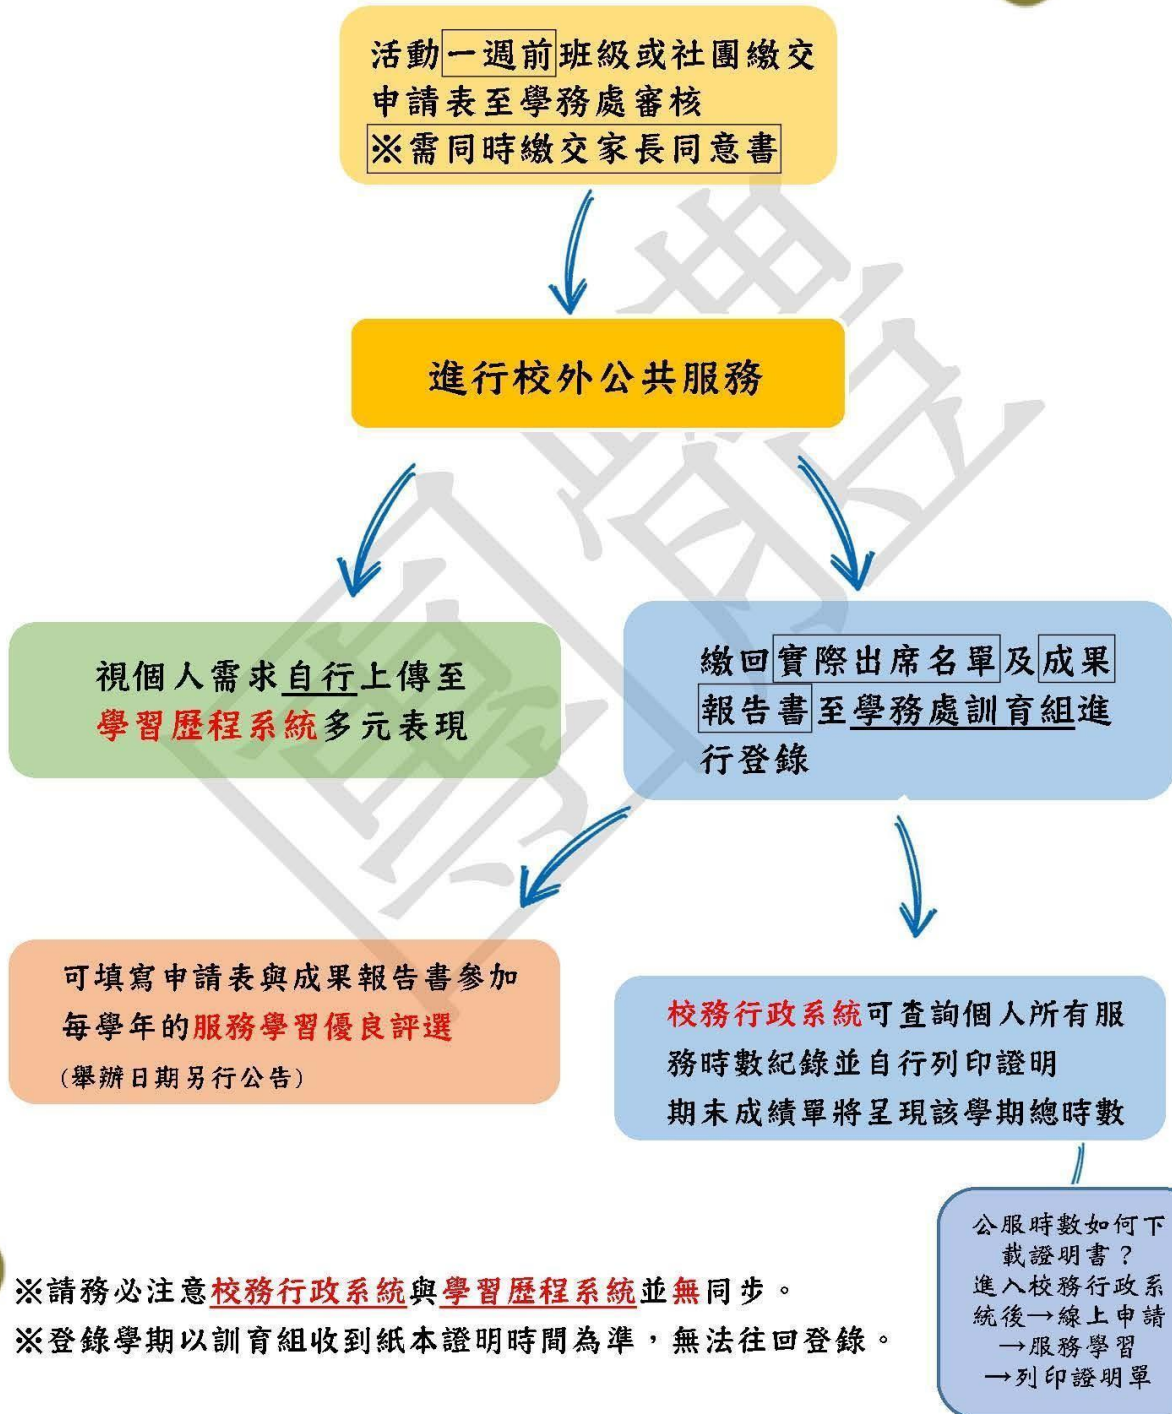 活動一週前班級或社團繳交
申請表至學務處審核
※需同時繳交家長同意書
進行校外公共服務
視個人需求自行上傳至
學習歷程系統多元表現
繳回實際出席名單及成果
報告書至學務處訓育組進
行登錄
可填寫申請表與成果報告書參加
每學年的服務學習優良評選
(舉辦日期另行公告)
校務行政系統可查詢個人所有服
務時數紀錄並自行列印證明
期末成績單將呈現該學期總時數
公服時數如何下
載證明書？
進入校務行政系
統後→線上申請
→服務學習
→列印證明單
※請務必注意校務行政系統與學習歷程系統並無同步。
※登錄學期以訓育組收到紙本證明時間為準，無法往回登錄。